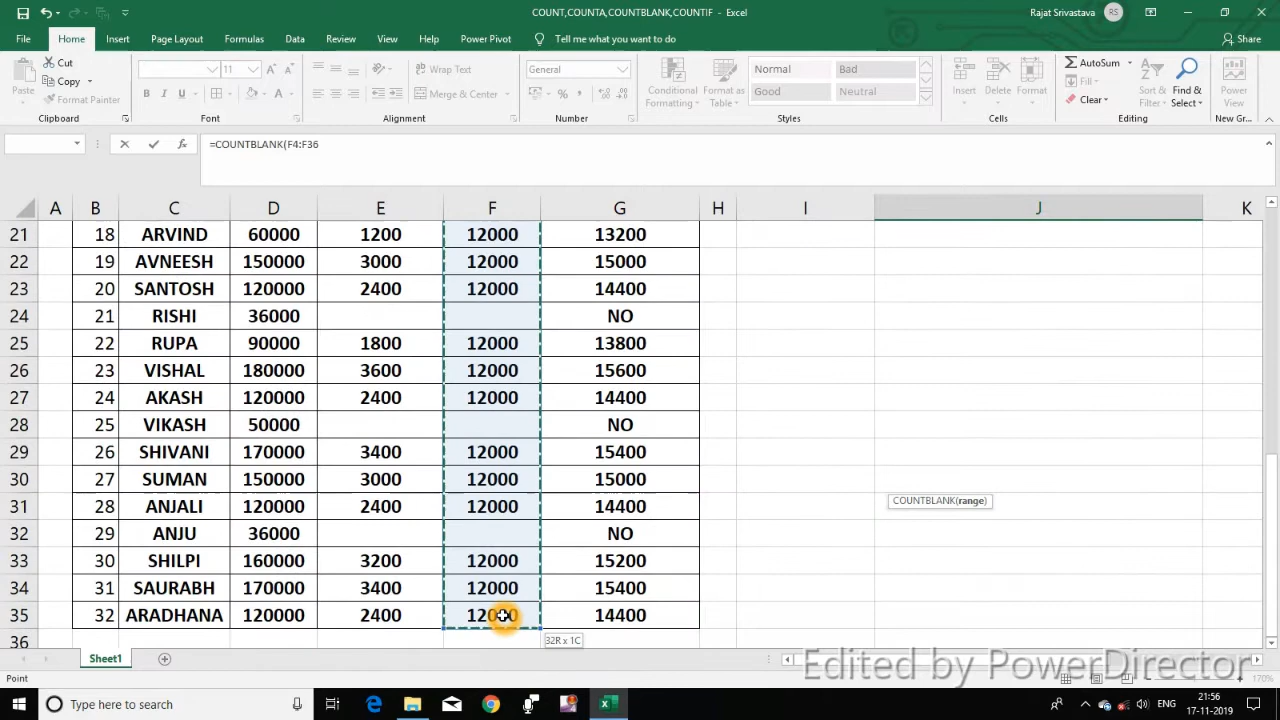 COUNT,COUNTA,COUNTBLANK,COUNTIF - Excel Rajat Srivastava RS
File Home Insert Page Layout Formulas Data Review View Help Power Pivot Tell me what you want to do Share
Cut
Copy
Format Painter
Paste
Clipboard
11
B I U
Font
Wrap Text
Merge & Center
Alignment
General
Number
Conditional Formatting
Format as Table
Normal Bad
Good Neutral
Styles
Insert Delete Format
Cells
AutoSum
Fill
Clear
Sort & Filter
Find & Select
Editing
Power View
New Gr...
=COUNTBLANK(F4:F36
A B C D E F G H I J K
21 18 ARVIND 60000 1200 12000 13200
22 19 AVNEESH 150000 3000 12000 15000
23 20 SANTOSH 120000 2400 12000 14400
24 21 RISHI 36000 NO
25 22 RUPA 90000 1800 12000 13800
26 23 VISHAL 180000 3600 12000 15600
27 24 AKASH 120000 2400 12000 14400
28 25 VIKASH 50000 NO
29 26 SHIVANI 170000 3400 12000 15400
30 27 SUMAN 150000 3000 12000 15000
31 28 ANJALI 120000 2400 12000 14400
COUNTBLANK(range)
32 29 ANJU 36000 NO
33 30 SHILPI 160000 3200 12000 15200
34 31 SAURABH 170000 3400 12000 15400
35 32 ARADHANA 120000 2400 12000 14400
36
32R x 1C
Sheet1
Edited by PowerDirector
Point 170%
Type here to search
ENG
21:56
17-11-2019